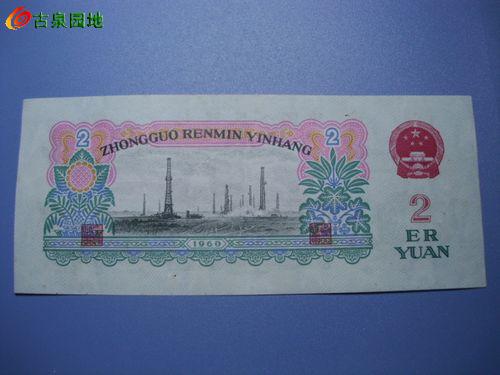 古泉园地
2 2
ZHONGGUO RENMIN YINHANG
1960
2
ER
YUAN